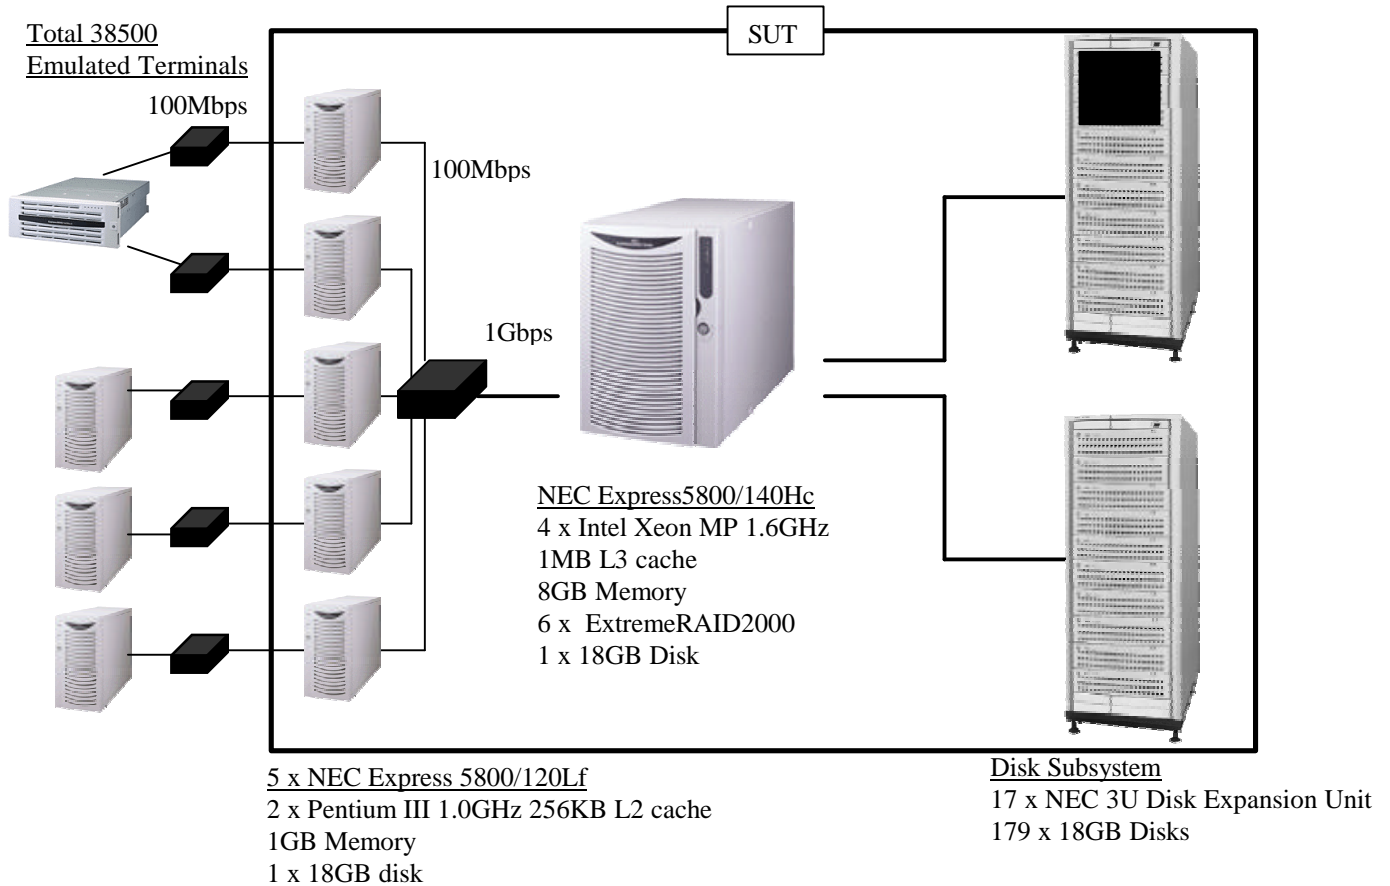 SUT
Total 38500
Emulated Terminals
100Mbps
100Mbps
1Gbps
NEC Express5800/140Hc
4 x Intel Xeon MP 1.6GHz
1MB L3 cache
8GB Memory
6 x ExtremeRAID2000
1 x 18GB Disk
5 x NEC Express 5800/120Lf
2 x Pentium III 1.0GHz 256KB L2 cache
1GB Memory
1 x 18GB disk
Disk Subsystem
17 x NEC 3U Disk Expansion Unit
179 x 18GB Disks